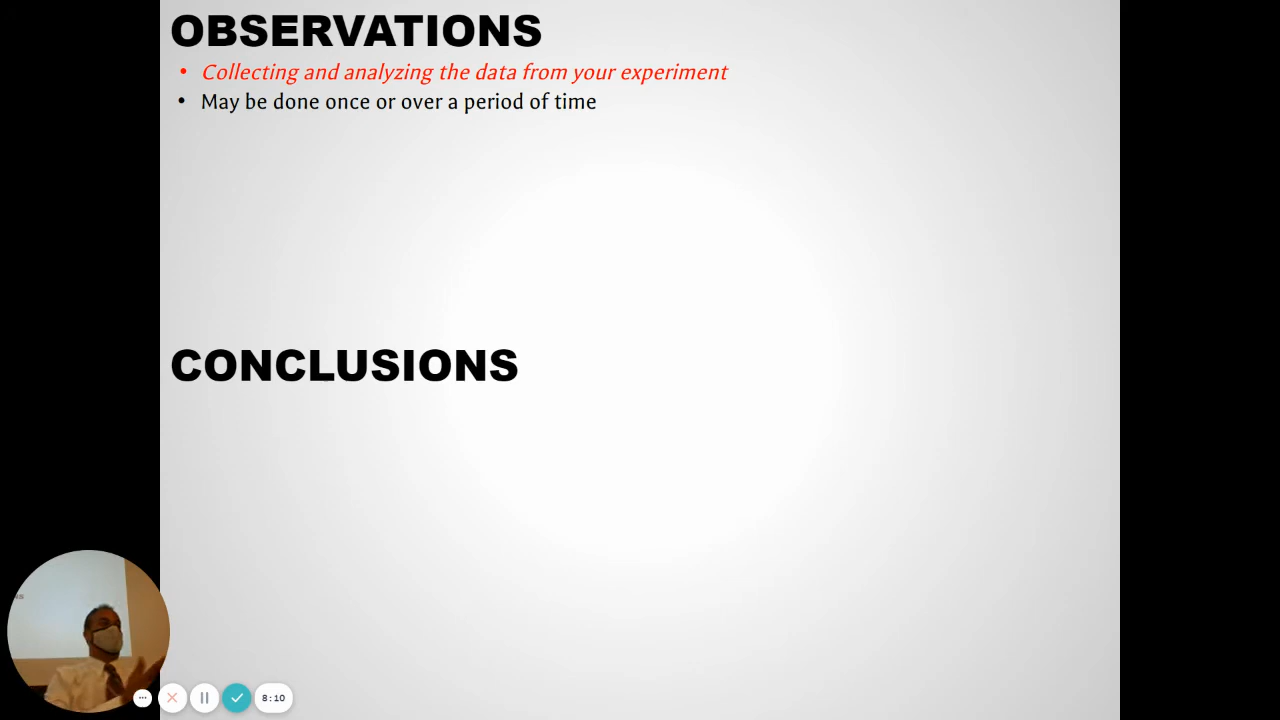 OBSERVATIONS
• Collecting and analyzing the data from your experiment
• May be done once or over a period of time
CONCLUSIONS
8:10